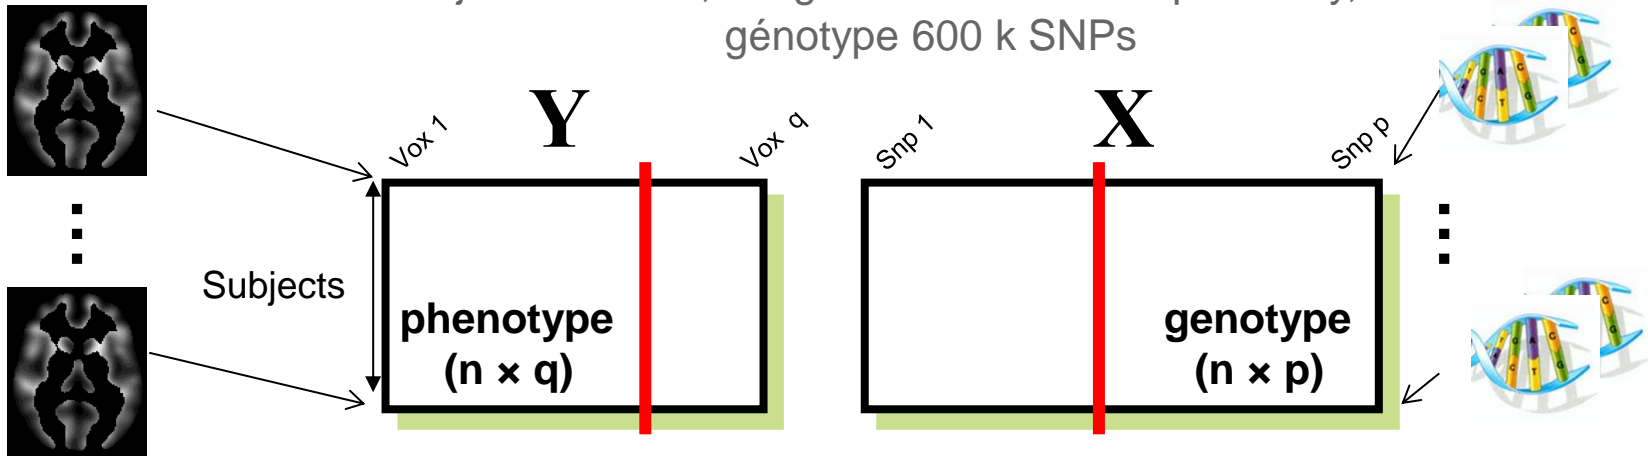 génotype 600 k SNPs
Y
X
Vox 1
Vox q
Snp 1
Snp p
Subjects
phenotype
(n × q)
genotype
(n × p)